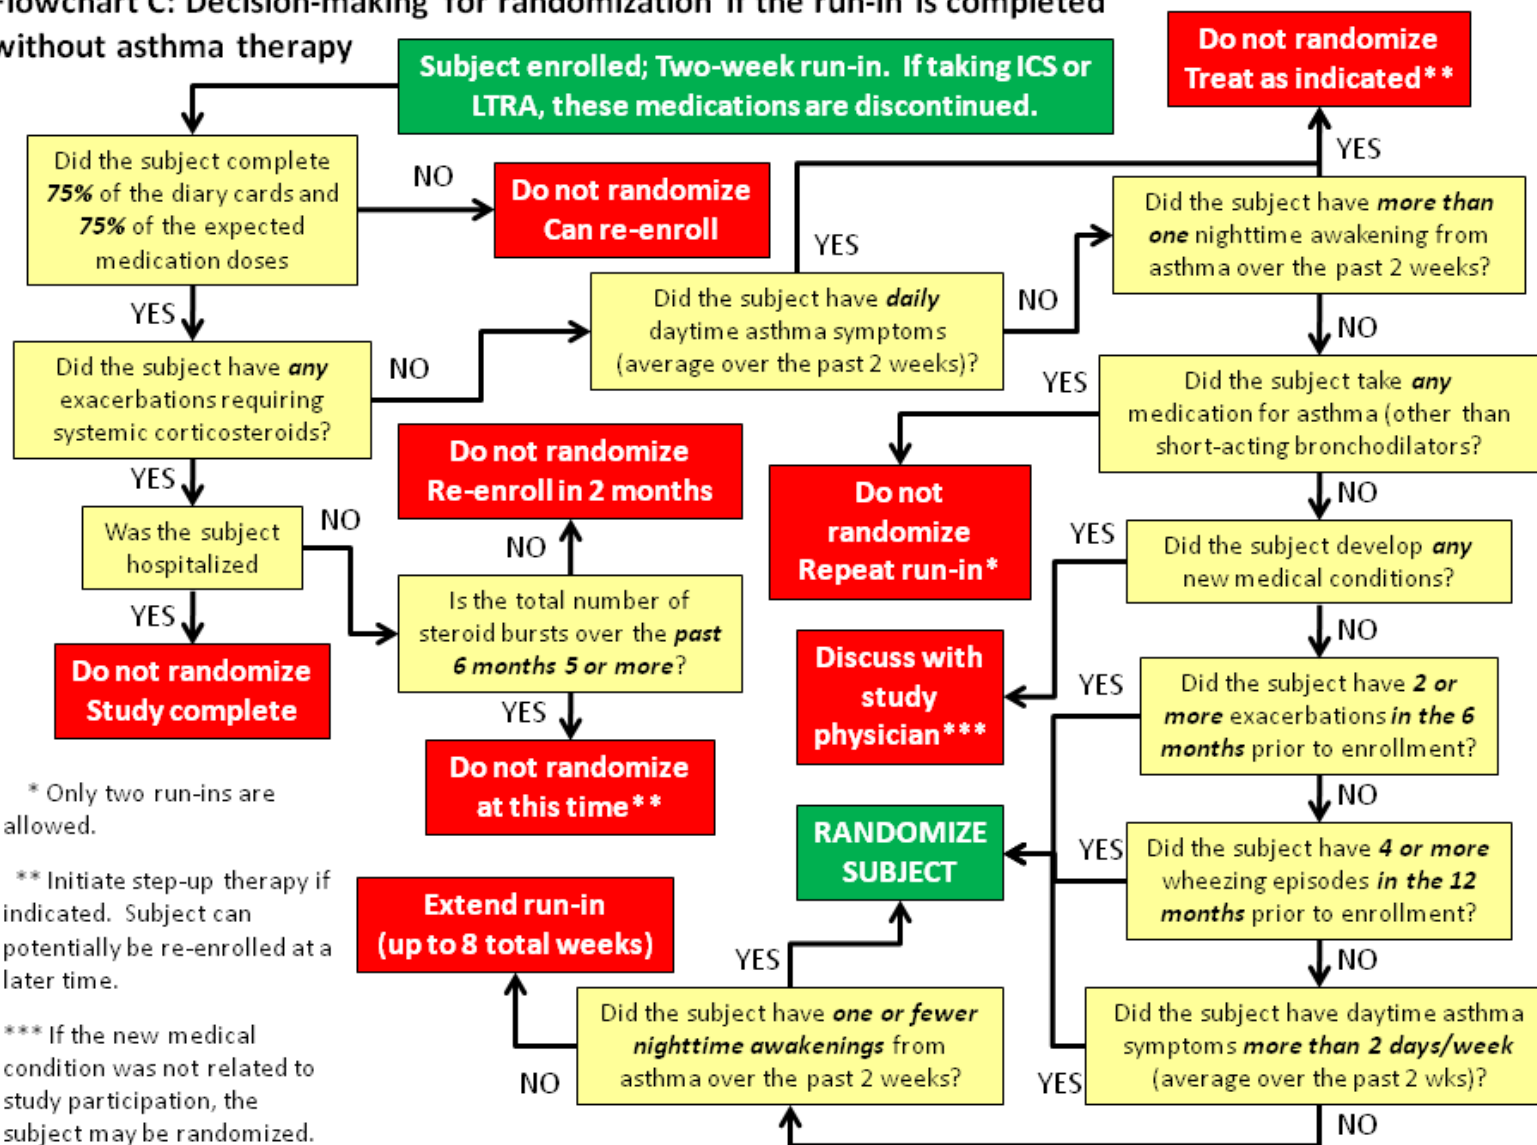 Flowchart C: Decision-making for randomization if the run-in is completed
without asthma therapy
Subject enrolled; Two-week run-in. If taking ICS or
LTRA, these medications are discontinued.
Do not randomize
Treat as indicated**
Did the subject complete
75% of the diary cards and
75% of the expected
medication doses
NO
Do not randomize
Can re-enroll
YES
Did the subject have any
exacerbations requiring
systemic corticosteroids?
NO
YES
Was the subject
hospitalized
NO
YES
Do not randomize
Study complete
Do not randomize
Re-enroll in 2 months
NO
Is the total number of
steroid bursts over the past
6 months 5 or more?
YES
Do not randomize
at this time**
Did the subject have daily
daytime asthma symptoms
(average over the past 2 weeks)?
YES
NO
YES
Did the subject have more than
one nighttime awakening from
asthma over the past 2 weeks?
NO
Did the subject take any
medication for asthma (other than
short-acting bronchodilators?
YES
Do not
randomize
Repeat run-in*
NO
Did the subject develop any
new medical conditions?
YES
Discuss with
study
physician***
NO
Did the subject have 2 or
more exacerbations in the 6
months prior to enrollment?
YES
NO
Did the subject have 4 or more
wheezing episodes in the 12
months prior to enrollment?
YES
RANDOMIZE
SUBJECT
NO
Did the subject have daytime asthma
symptoms more than 2 days/week
(average over the past 2 wks)?
YES
NO
Did the subject have one or fewer
nighttime awakenings from
asthma over the past 2 weeks?
YES
NO
Extend run-in
(up to 8 total weeks)
* Only two run-ins are
allowed.
** Initiate step-up therapy if
indicated. Subject can
potentially be re-enrolled at a
later time.
*** If the new medical
condition was not related to
study participation, the
subject may be randomized.